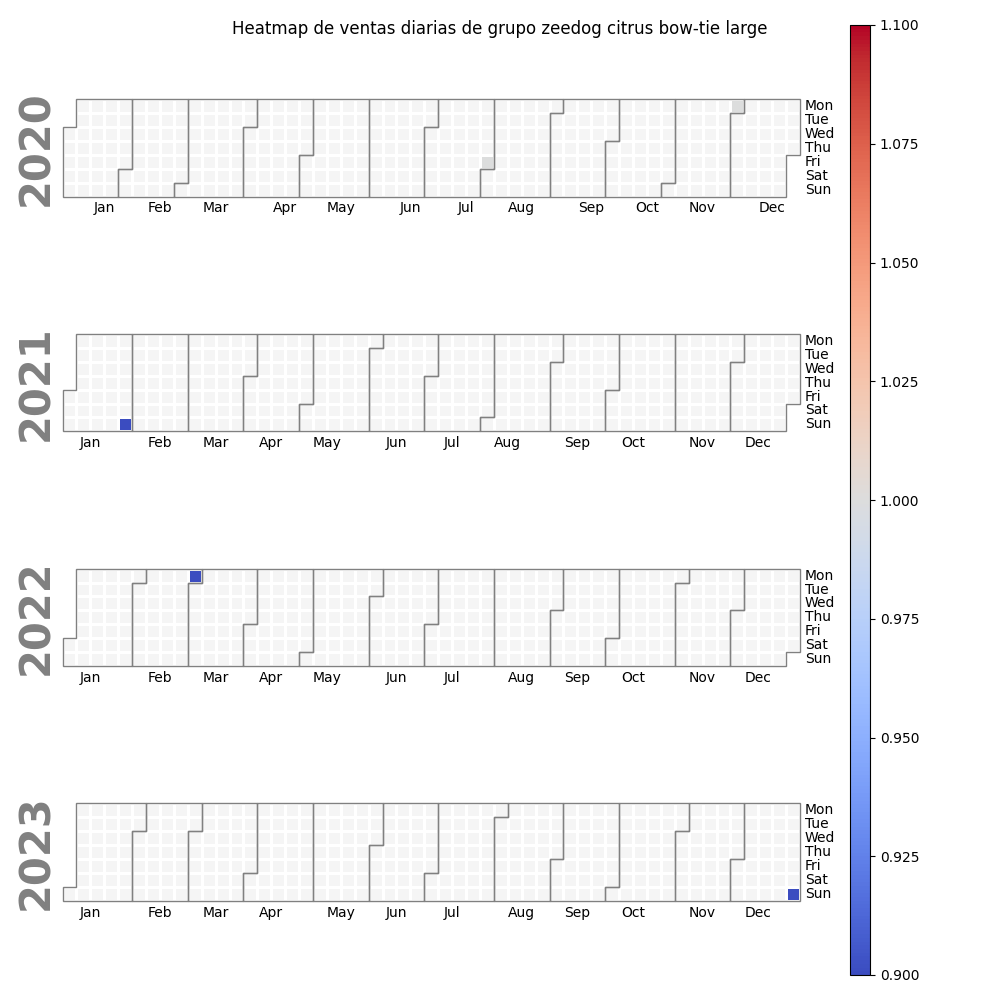 Heatmap de ventas diarias de grupo zeedog citrus bow-tie large
2020
Mon
Tue
Wed
Thu
Fri
Sat
Sun
Jan Feb Mar Apr May Jun Jul Aug Sep Oct Nov Dec
2021
Mon
Tue
Wed
Thu
Fri
Sat
Sun
Jan Feb Mar Apr May Jun Jul Aug Sep Oct Nov Dec
2022
Mon
Tue
Wed
Thu
Fri
Sat
Sun
Jan Feb Mar Apr May Jun Jul Aug Sep Oct Nov Dec
2023
Mon
Tue
Wed
Thu
Fri
Sat
Sun
Jan Feb Mar Apr May Jun Jul Aug Sep Oct Nov Dec
1.100
1.075
1.050
1.025
1.000
0.975
0.950
0.925
0.900